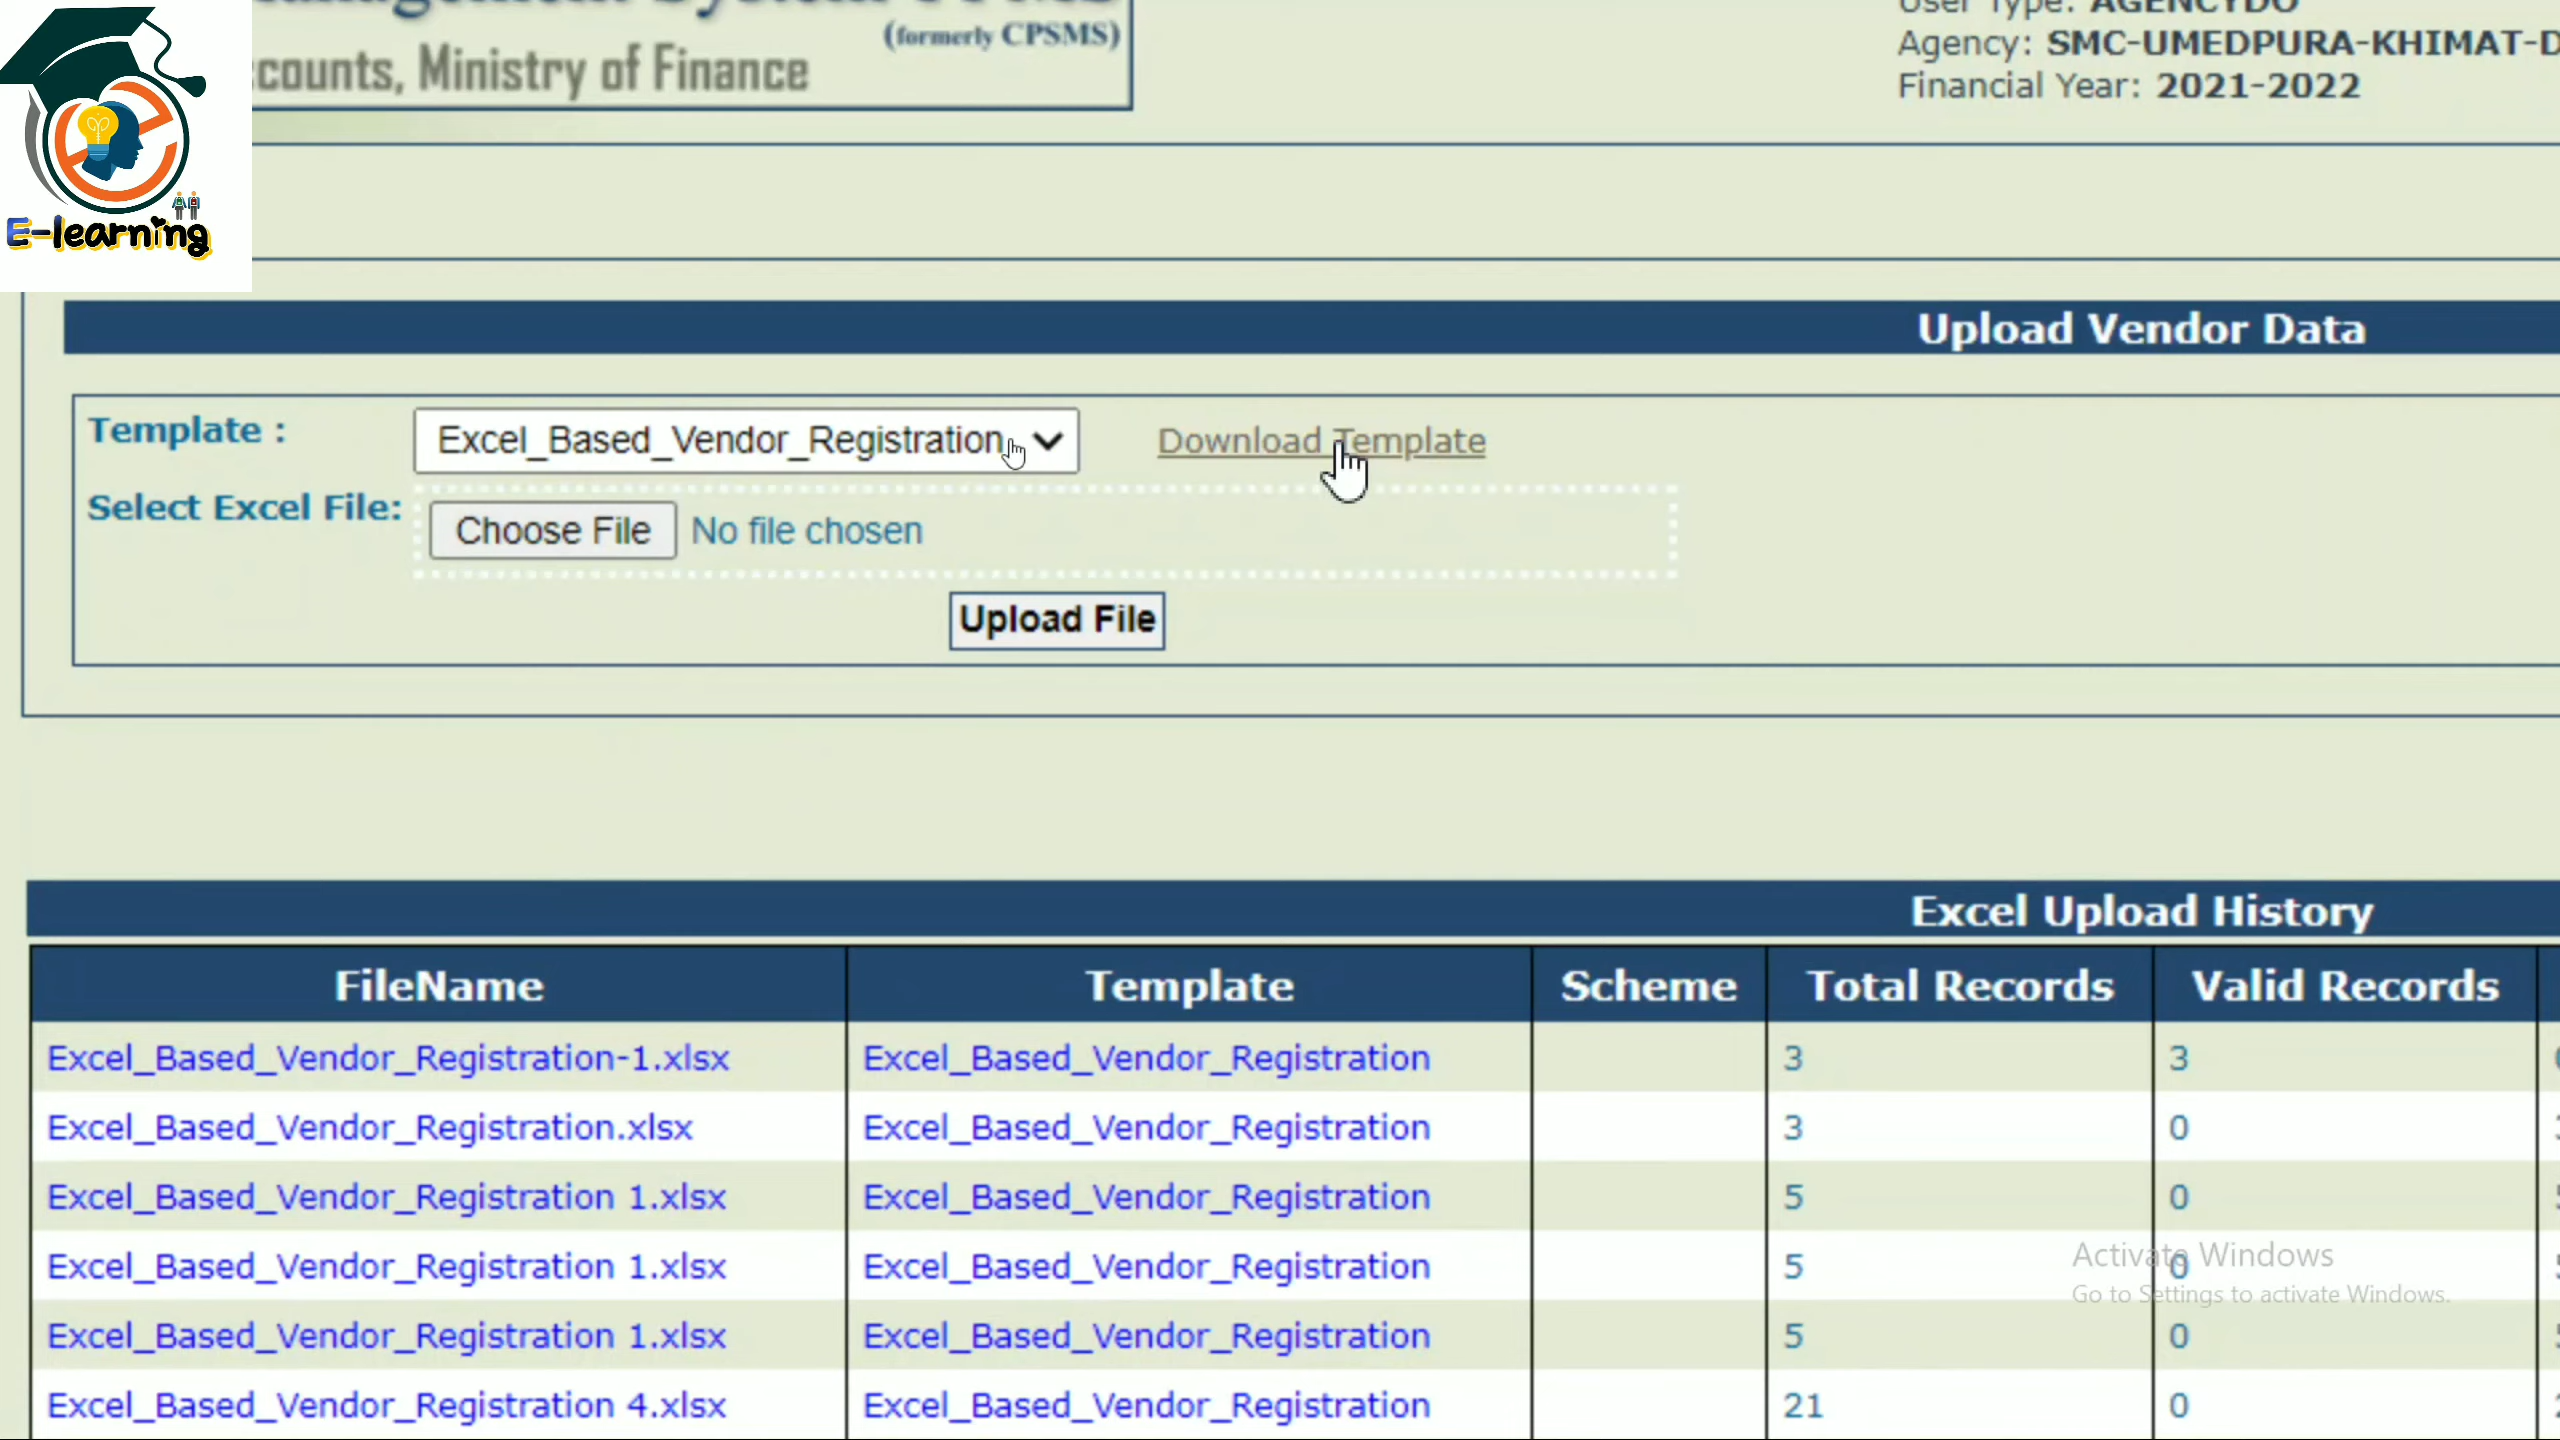 (formerly CPSMS)
counts, Ministry of Finance
User Type: AGENCYDO
Agency: SMC-UMEDPURA-KHIMAT-D
Financial Year: 2021-2022
E-learning
Upload Vendor Data
Template : Excel_Based_Vendor_Registration Download Template
Select Excel File: Choose File No file chosen
Upload File
Excel Upload History
FileName Template Scheme Total Records Valid Records
Excel_Based_Vendor_Registration-1.xlsx Excel_Based_Vendor_Registration 3 3
Excel_Based_Vendor_Registration.xlsx Excel_Based_Vendor_Registration 3 0
Excel_Based_Vendor_Registration 1.xlsx Excel_Based_Vendor_Registration 5 0
Excel_Based_Vendor_Registration 1.xlsx Excel_Based_Vendor_Registration 5 0
Excel_Based_Vendor_Registration 1.xlsx Excel_Based_Vendor_Registration 5 0
Excel_Based_Vendor_Registration 4.xlsx Excel_Based_Vendor_Registration 21 0
Activate Windows
Go to Settings to activate Windows.